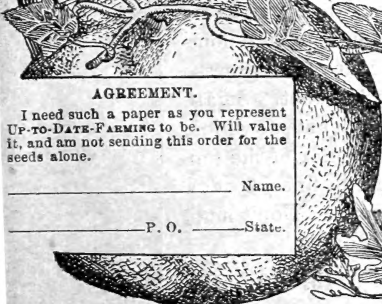 AGREEMENT.
I need such a paper as you represent
UP-TO-DATE-FARMING to be. Will value
it, and am not sending this order for the
seeds alone.
Name.
P. O. State.